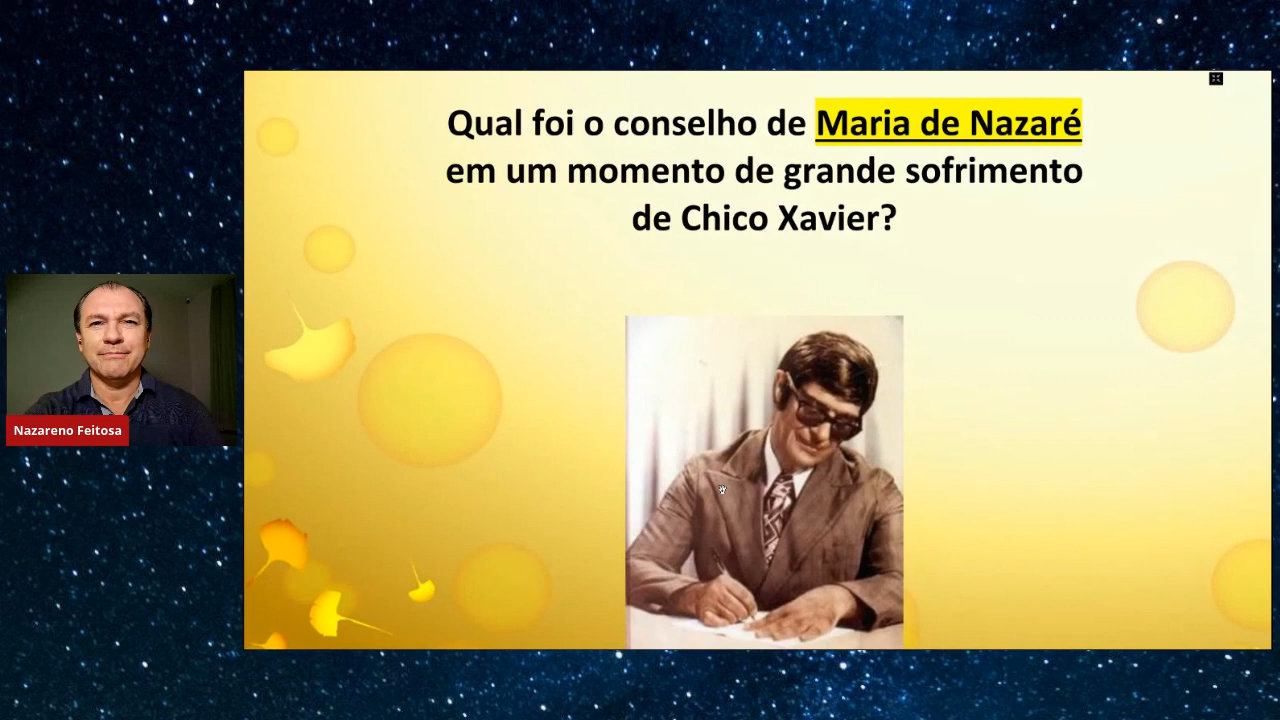 Qual foi o conselho de Maria de Nazaré
em um momento de grande sofrimento
de Chico Xavier?
Nazareno Feitosa